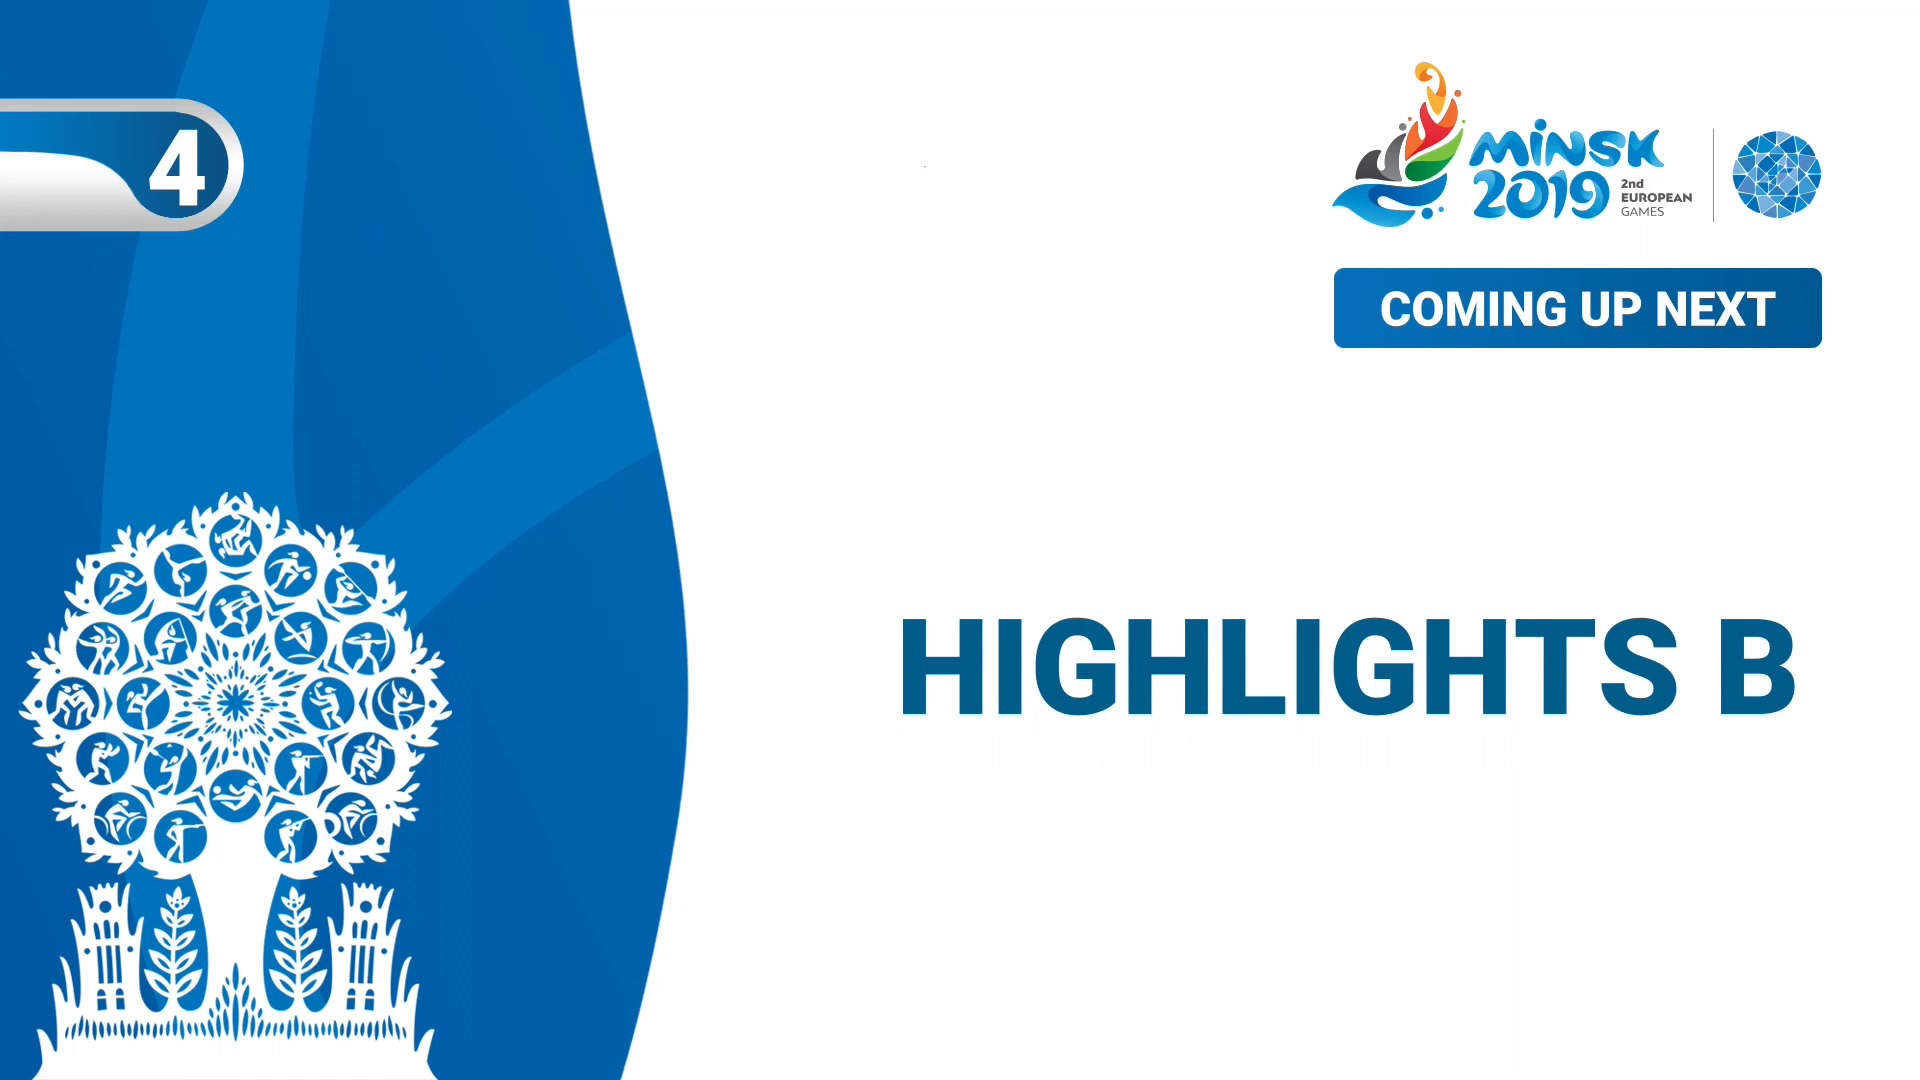 4
MINSK
2019
2nd
EUROPEAN
GAMES
COMING UP NEXT
HIGHLIGHTS B